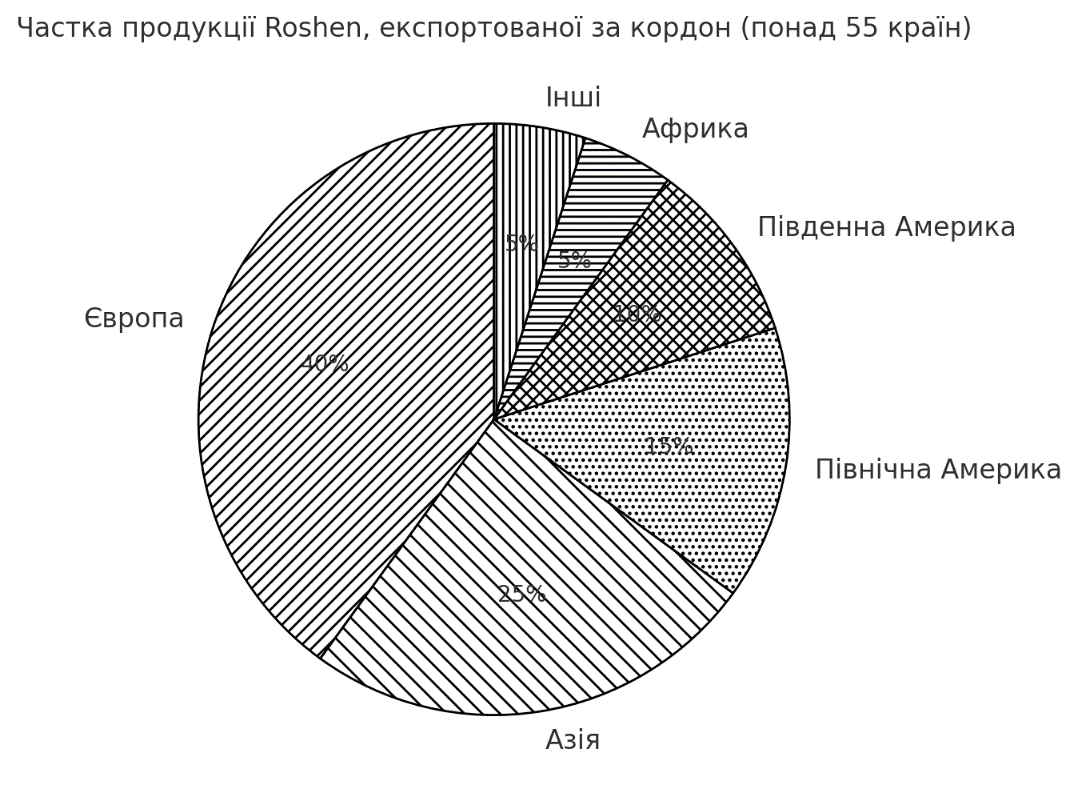 Частка продукції Roshen, експортованої за кордон (понад 55 країн)
Інші
Африка
Південна Америка
5%
5%
10%
Європа
40%
15%
Північна Америка
25%
Азія